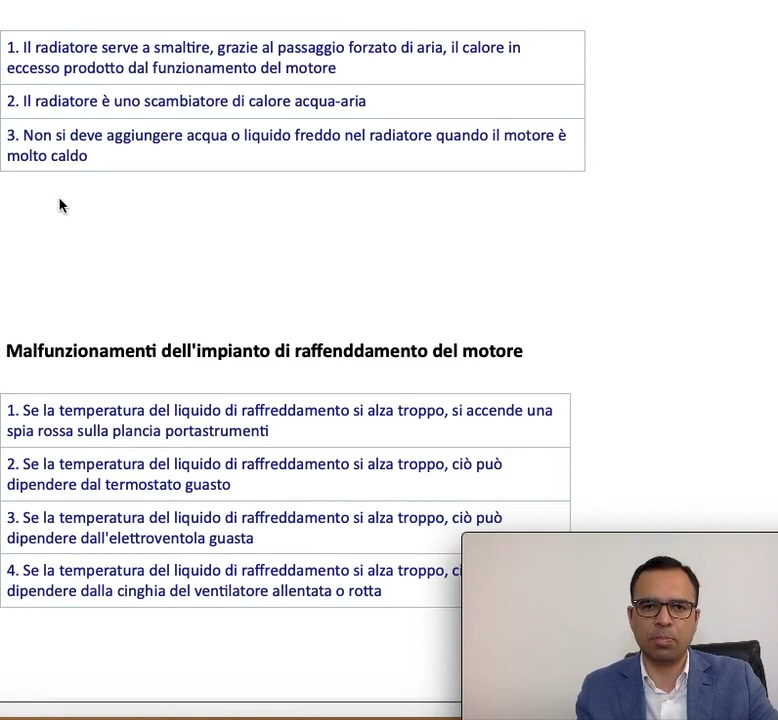 1. Il radiatore serve a smaltire, grazie al passaggio forzato di aria, il calore in
eccesso prodotto dal funzionamento del motore
2. Il radiatore è uno scambiatore di calore acqua-aria
3. Non si deve aggiungere acqua o liquido freddo nel radiatore quando il motore è
molto caldo
Malfunzionamenti dell'impianto di raffenddamento del motore
1. Se la temperatura del liquido di raffreddamento si alza troppo, si accende una
spia rossa sulla plancia portastrumenti
2. Se la temperatura del liquido di raffreddamento si alza troppo, ciò può
dipendere dal termostato guasto
3. Se la temperatura del liquido di raffreddamento si alza troppo, ciò può
dipendere dall'elettroventola guasta
4. Se la temperatura del liquido di raffreddamento si alza troppo,
dipendere dalla cinghia del ventilatore allentata o rotta